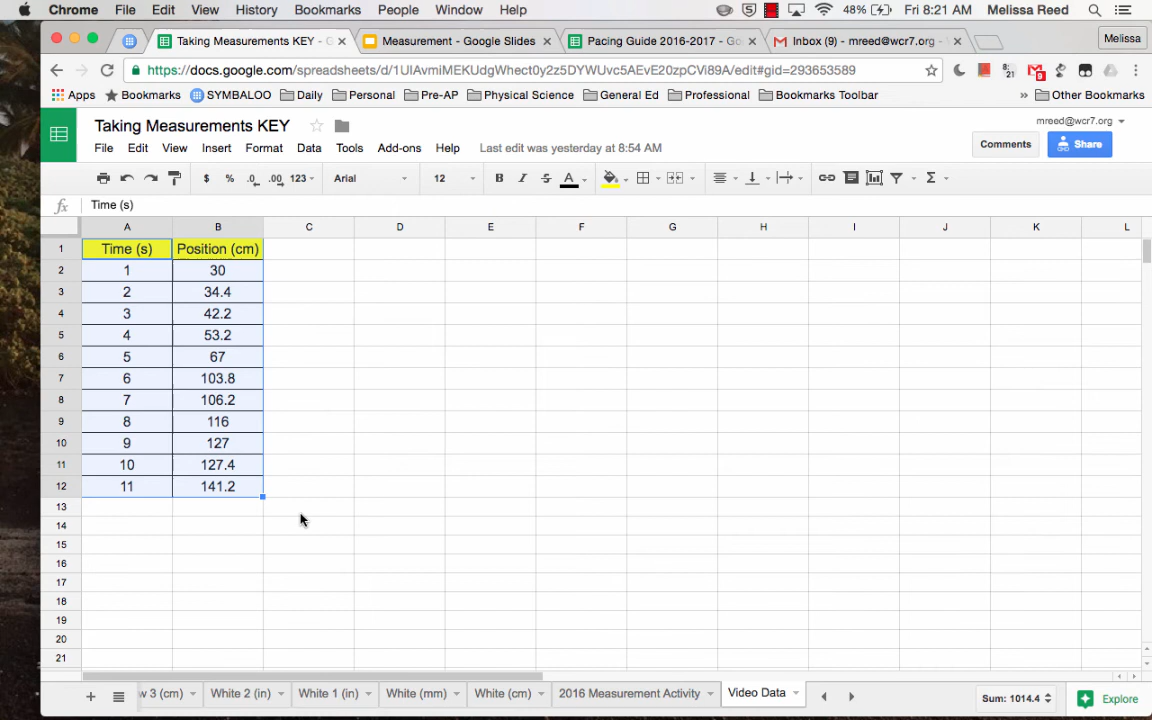 Chrome File Edit View History Bookmarks People Window Help 48% Fri 8:21 AM Melissa Reed
Taking Measurements KEY - G Measurement - Google Slides Pacing Guide 2016-2017 - Go Inbox (9) - mreed@wcr7.org - Melissa
https://docs.google.com/spreadsheets/d/1UIAvmiMEKUdgWhect0y2z5DYWUvc5AEvE20zpCVi89A/edit#gid=293653589
Apps Bookmarks SYMBALOO Daily Personal Pre-AP Physical Science General Ed Professional Bookmarks Toolbar » Other Bookmarks
Taking Measurements KEY mreed@wcr7.org
File Edit View Insert Format Data Tools Add-ons Help Last edit was yesterday at 8:54 AM Comments Share
$ % .0 .00 123 Arial 12 B I S A Σ
fx Time (s)
A B C D E F G H I J K L
1 Time (s) Position (cm)
2 1 30
3 2 34.4
4 3 42.2
5 4 53.2
6 5 67
7 6 103.8
8 7 106.2
9 8 116
10 9 127
11 10 127.4
12 11 141.2
13
14
15
16
17
18
19
20
21
+ w 3 (cm) White 2 (in) White 1 (in) White (mm) White (cm) 2016 Measurement Activity Video Data Sum: 1014.4 Explore